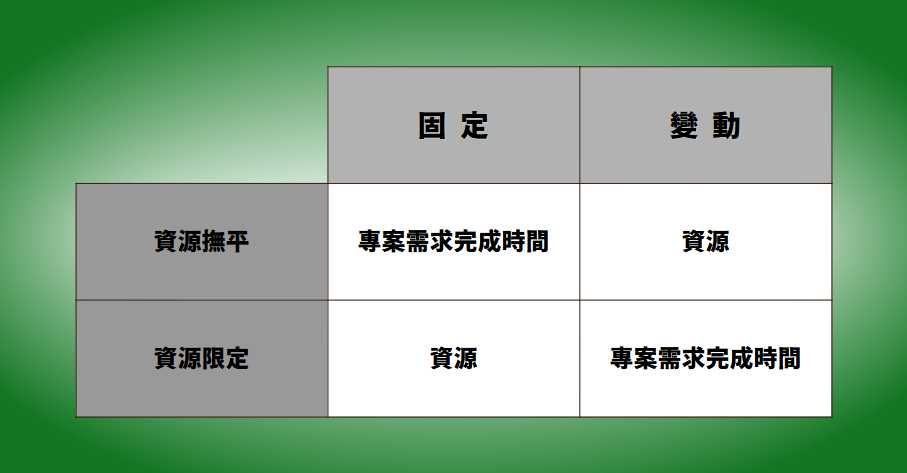 固 定
變 動
資源撫平
專案需求完成時間
資源
資源限定
資源
專案需求完成時間